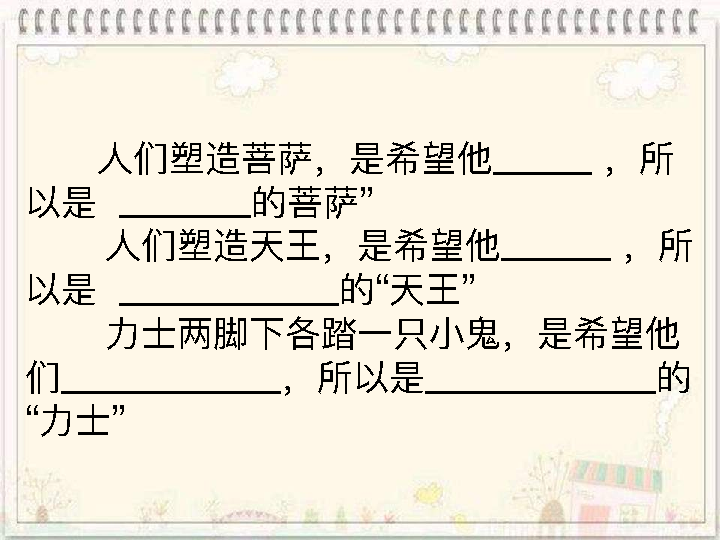 人们塑造菩萨，是希望他_____ ，所
以是 _______的菩萨”
人们塑造天王，是希望他______ ，所
以是 ____________的“天王”
力士两脚下各踏一只小鬼，是希望他
们____________，所以是_____________的
“力士”